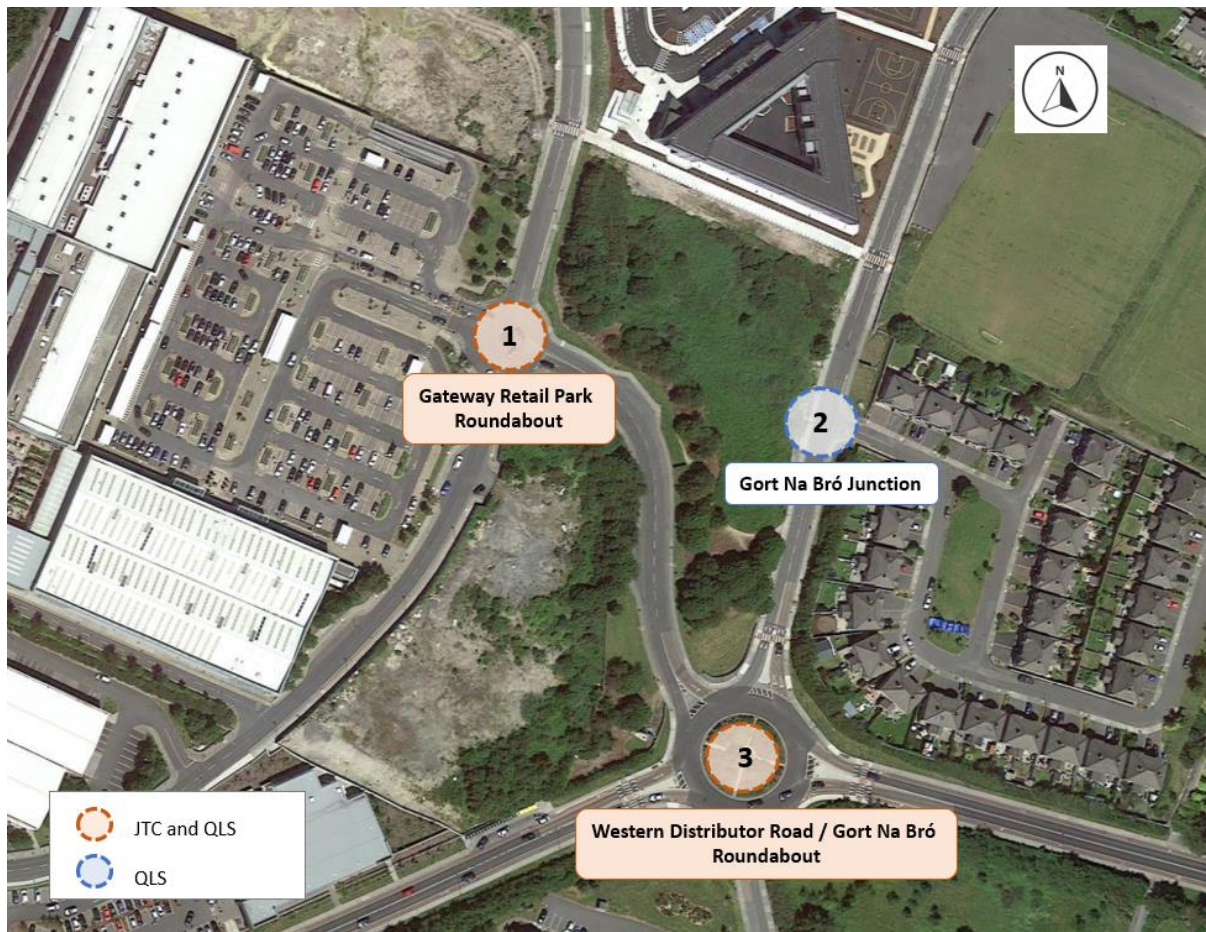 N
1
Gateway Retail Park
Roundabout
2
Gort Na Bró Junction
3
Western Distributor Road / Gort Na Bró
Roundabout
JTC and QLS
QLS